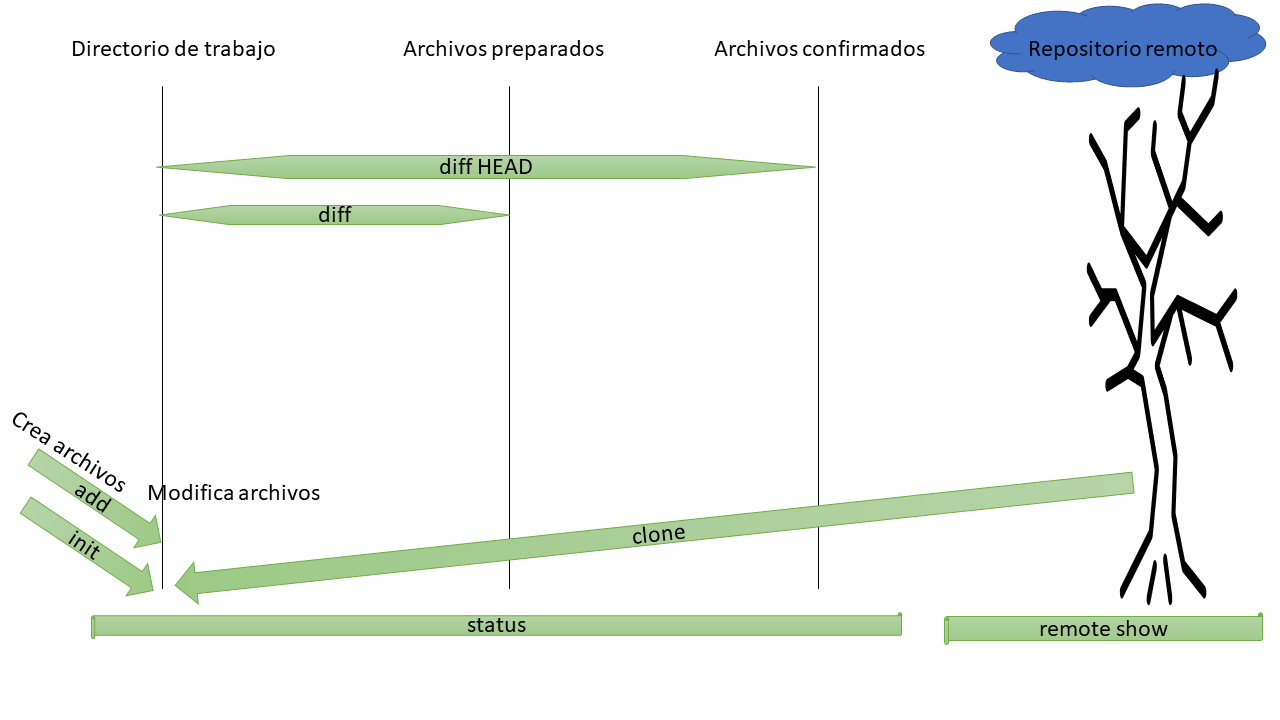 Directorio de trabajo
Archivos preparados
Archivos confirmados
Repositorio remoto
diff HEAD
diff
Crea archivos
add
Modifica archivos
init
clone
status
remote show